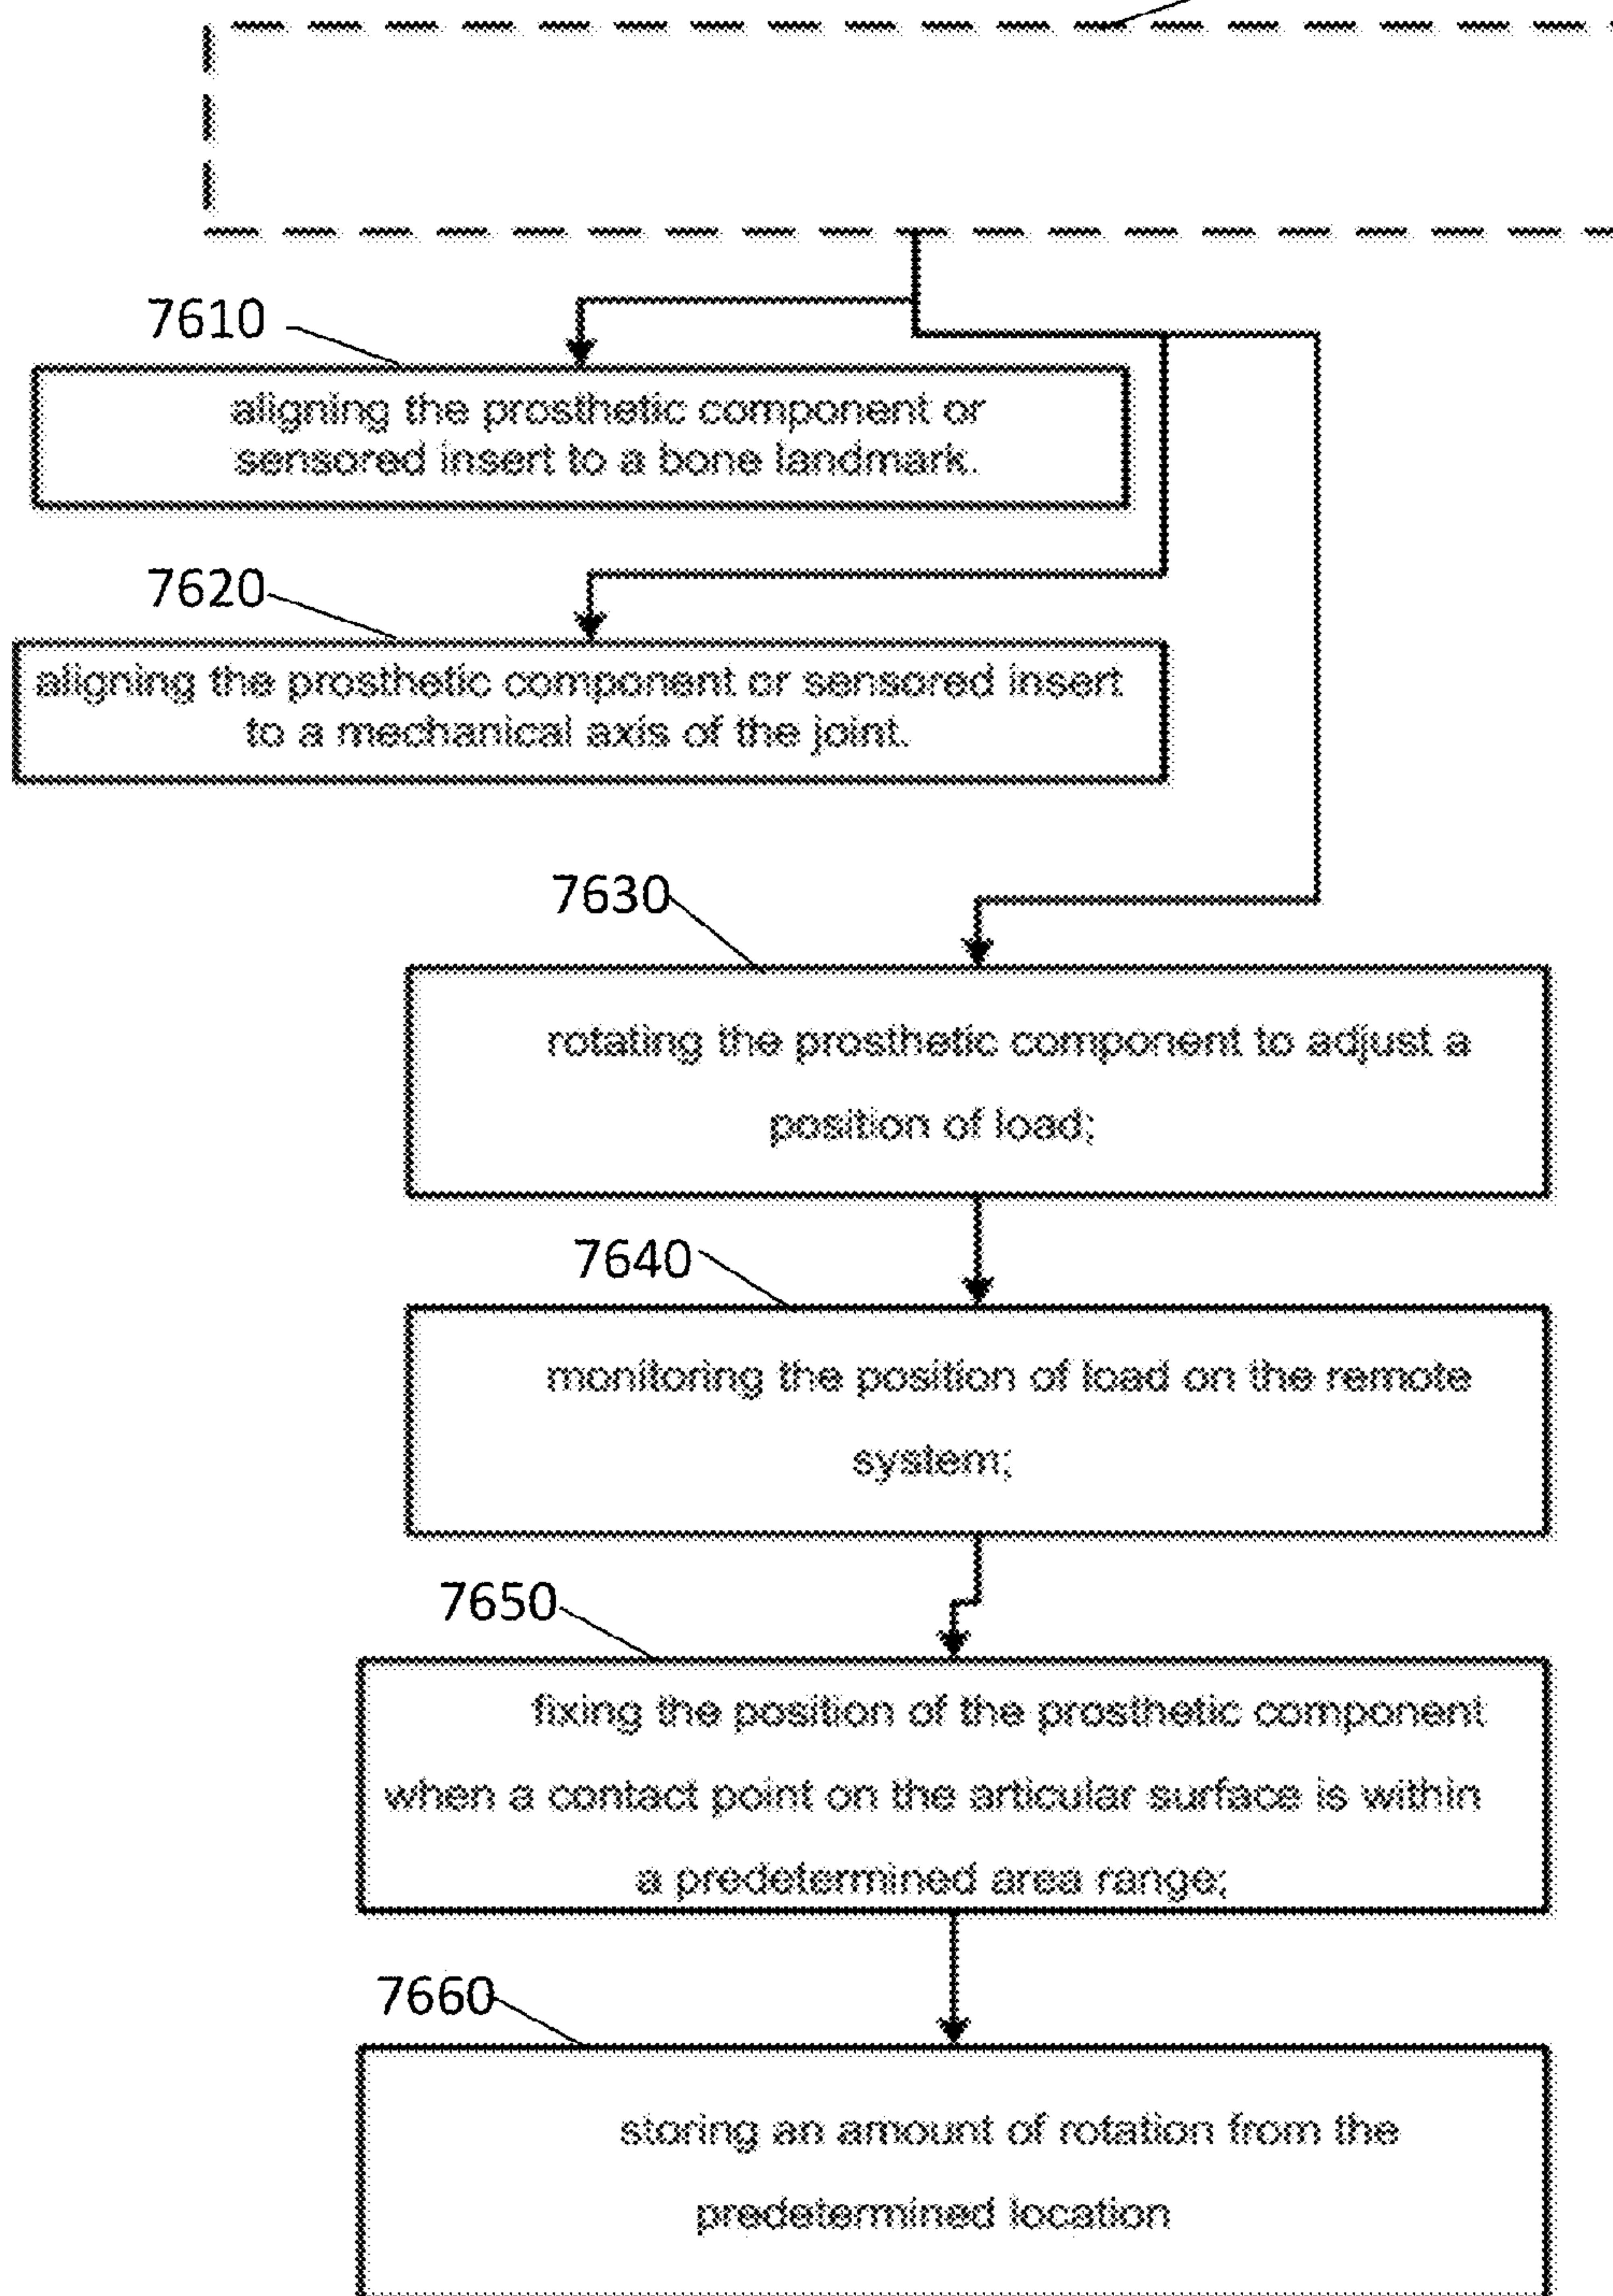 7610
aligning the prosthetic component or
sensored insert to a bone landmark.
7620
aligning the prosthetic component or sensored insert
to a mechanical axis of the joint.
7630
rotating the prosthetic component to adjust a
position of load;
7640
monitoring the position of load on the remote
system;
7650
fixing the position of the prosthetic component
when a contact point on the articular surface is within
a predetermined area range;
7660
storing an amount of rotation from the
predetermined location